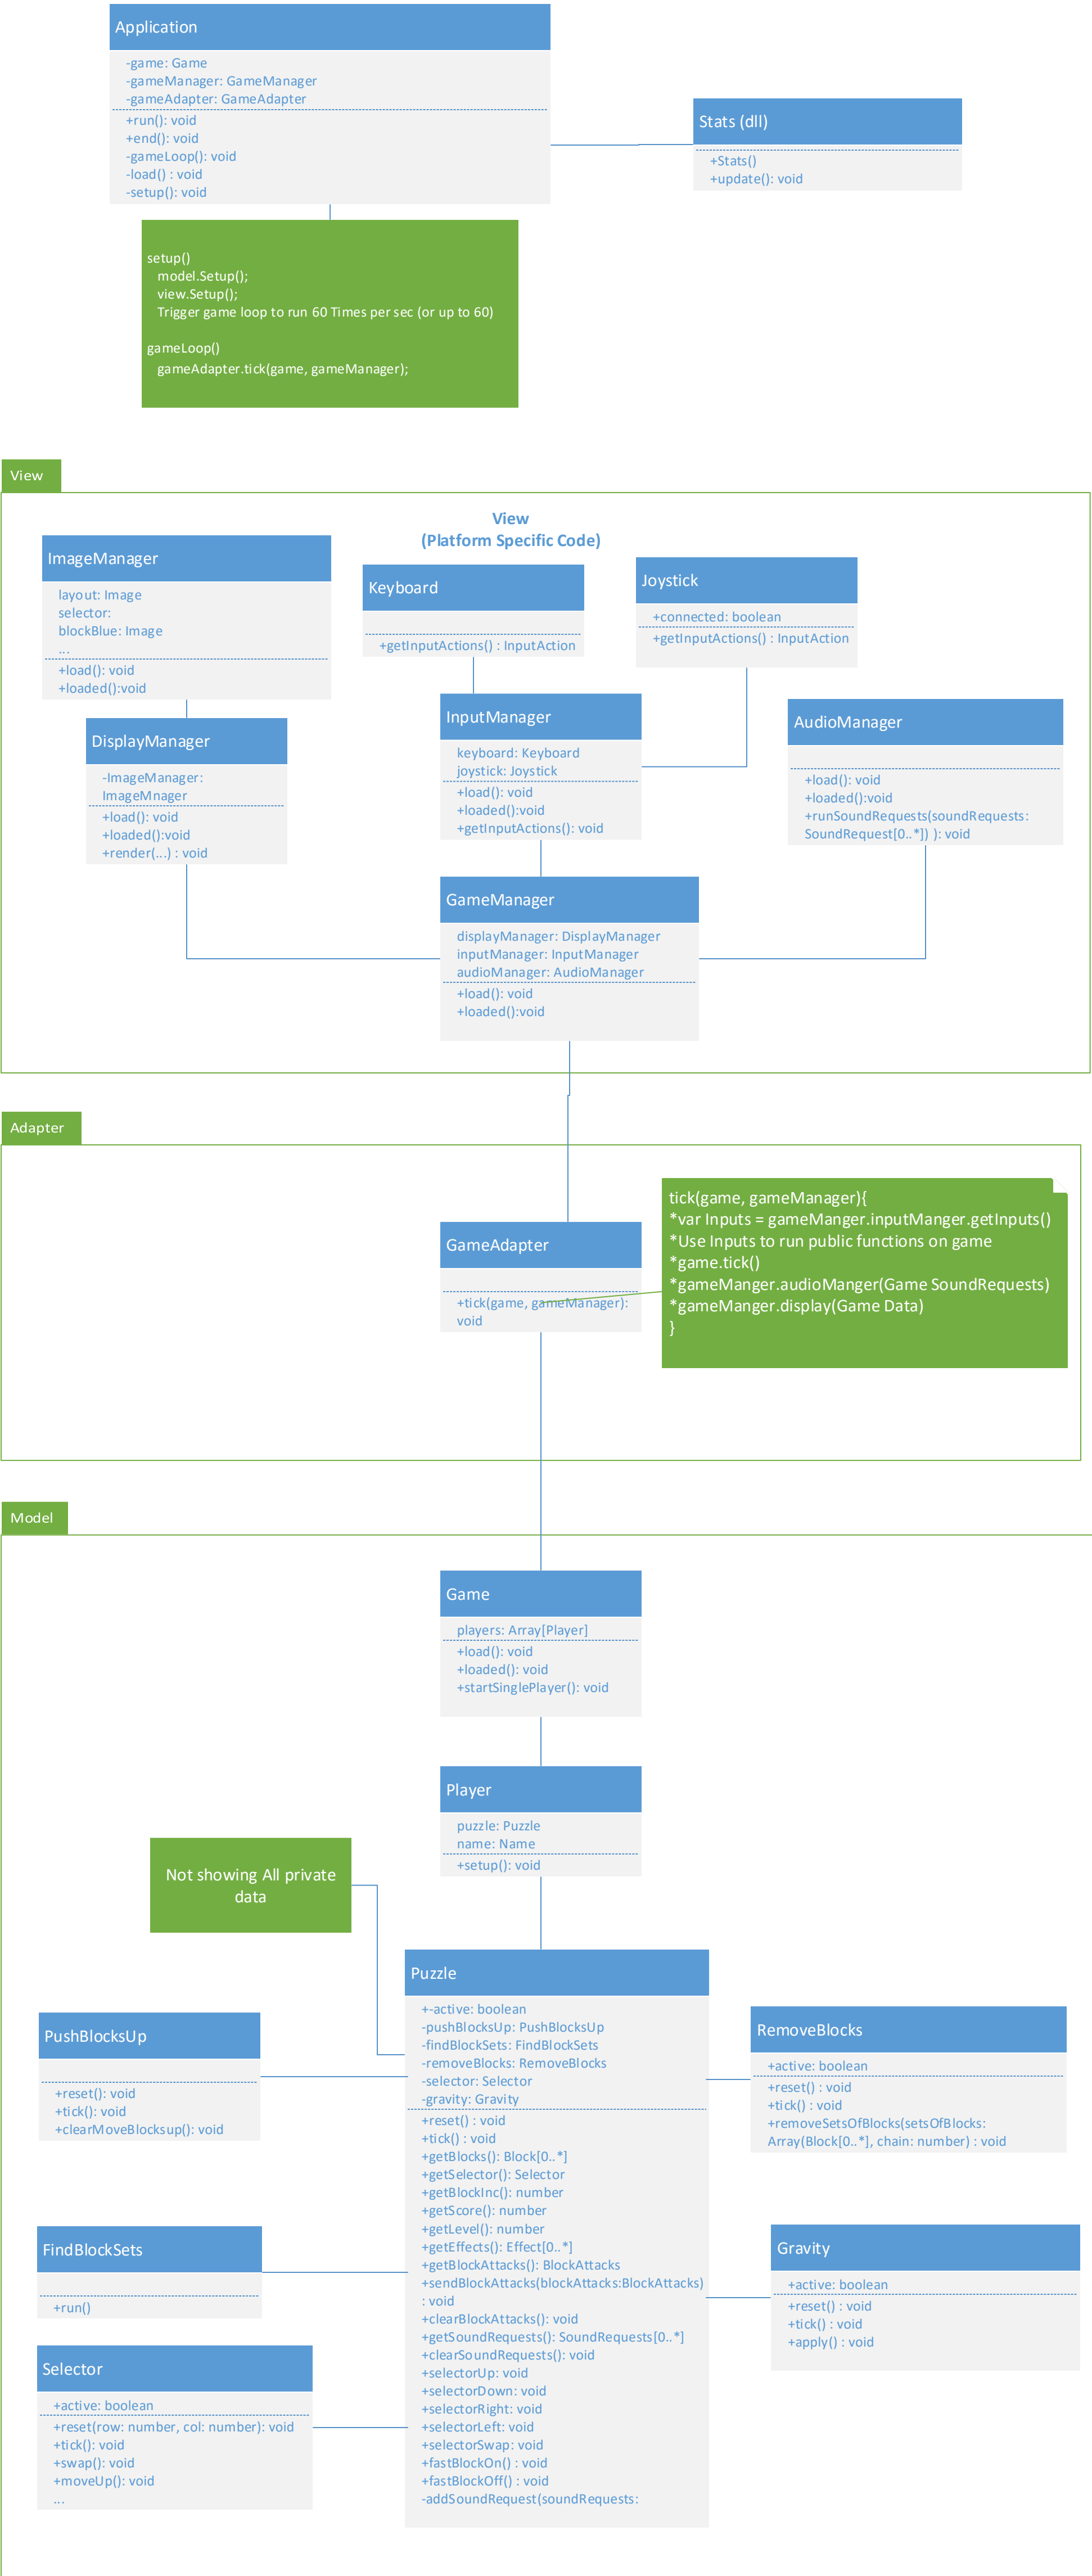 Application
-game: Game
-gameManager: GameManager
-gameAdapter: GameAdapter
+run(): void
+end(): void
-gameLoop(): void
-load() : void
-setup(): void
Stats (dll)
+Stats()
+update(): void
setup()
model.Setup();
view.Setup();
Trigger game loop to run 60 Times per sec (or up to 60)
gameLoop()
gameAdapter.tick(game, gameManager);
View
View
(Platform Specific Code)
ImageManager
layout: Image
selector:
blockBlue: Image
...
+load(): void
+loaded():void
Keyboard
+getInputActions() : InputAction
Joystick
+connected: boolean
+getInputActions() : InputAction
DisplayManager
-ImageManager:
ImageMnager
+load(): void
+loaded():void
+render(...) : void
InputManager
keyboard: Keyboard
joystick: Joystick
+load(): void
+loaded():void
+getInputActions(): void
AudioManager
+load(): void
+loaded():void
+runSoundRequests(soundRequests:
SoundRequest[0..*]) ): void
GameManager
displayManager: DisplayManager
inputManager: InputManager
audioManager: AudioManager
+load(): void
+loaded():void
Adapter
GameAdapter
+tick(game, gameManager):
void
tick(game, gameManager){
*var Inputs = gameManger.inputManger.getInputs()
*Use Inputs to run public functions on game
*game.tick()
*gameManger.audioManger(Game SoundRequests)
*gameManger.display(Game Data)
}
Model
Game
players: Array[Player]
+load(): void
+loaded(): void
+startSinglePlayer(): void
Player
puzzle: Puzzle
name: Name
+setup(): void
Not showing All private
data
Puzzle
+-active: boolean
-pushBlocksUp: PushBlocksUp
-findBlockSets: FindBlockSets
-removeBlocks: RemoveBlocks
-selector: Selector
-gravity: Gravity
+reset() : void
+tick() : void
+getBlocks(): Block[0..*]
+getSelector(): Selector
+getBlockInc(): number
+getScore(): number
+getLevel(): number
+getEffects(): Effect[0..*]
+getBlockAttacks(): BlockAttacks
+sendBlockAttacks(blockAttacks:BlockAttacks)
: void
+clearBlockAttacks(): void
+getSoundRequests(): SoundRequests[0..*]
+clearSoundRequests(): void
+selectorUp: void
+selectorDown: void
+selectorRight: void
+selectorLeft: void
+selectorSwap: void
+fastBlockOn() : void
+fastBlockOff() : void
-addSoundRequest(soundRequests:
PushBlocksUp
+reset(): void
+tick(): void
+clearMoveBlocksup(): void
RemoveBlocks
+active: boolean
+reset() : void
+tick() : void
+removeSetsOfBlocks(setsOfBlocks:
Array(Block[0..*], chain: number) : void
FindBlockSets
+run()
Gravity
+active: boolean
+reset() : void
+tick() : void
+apply() : void
Selector
+active: boolean
+reset(row: number, col: number): void
+tick(): void
+swap(): void
+moveUp(): void
...